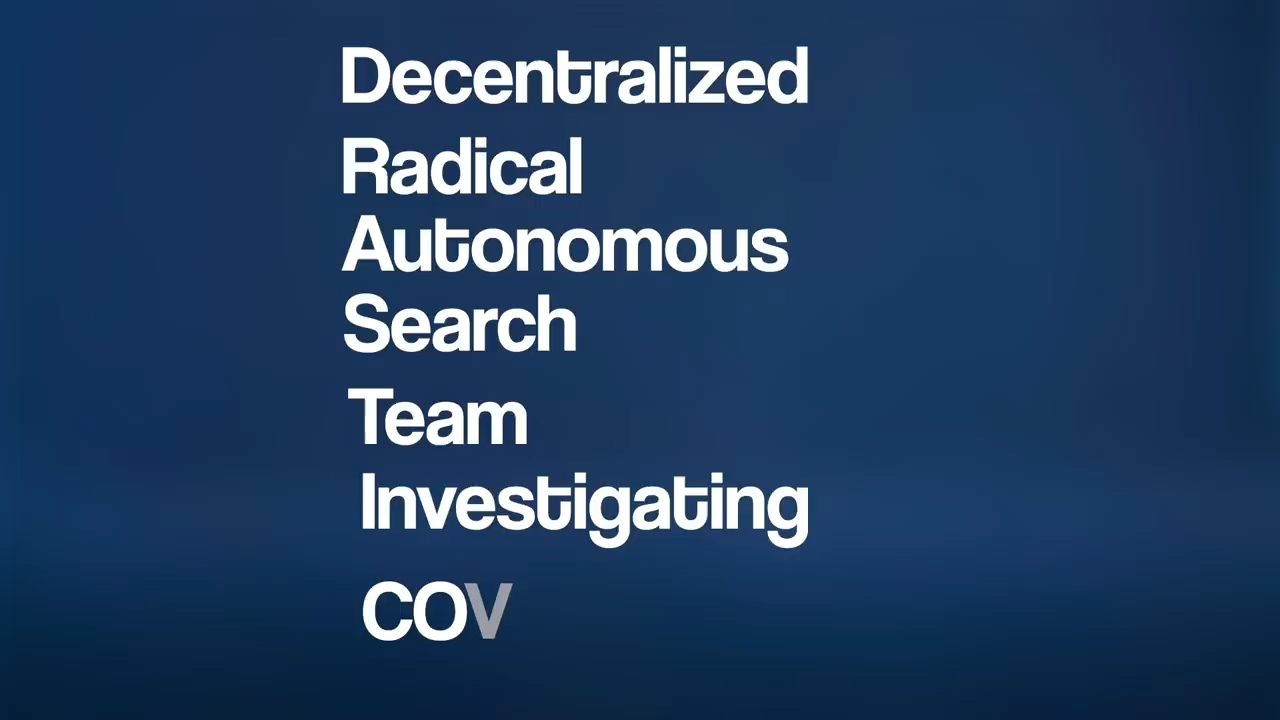 Decentralized
Radical
Autonomous
Search
Team
Investigating
COV